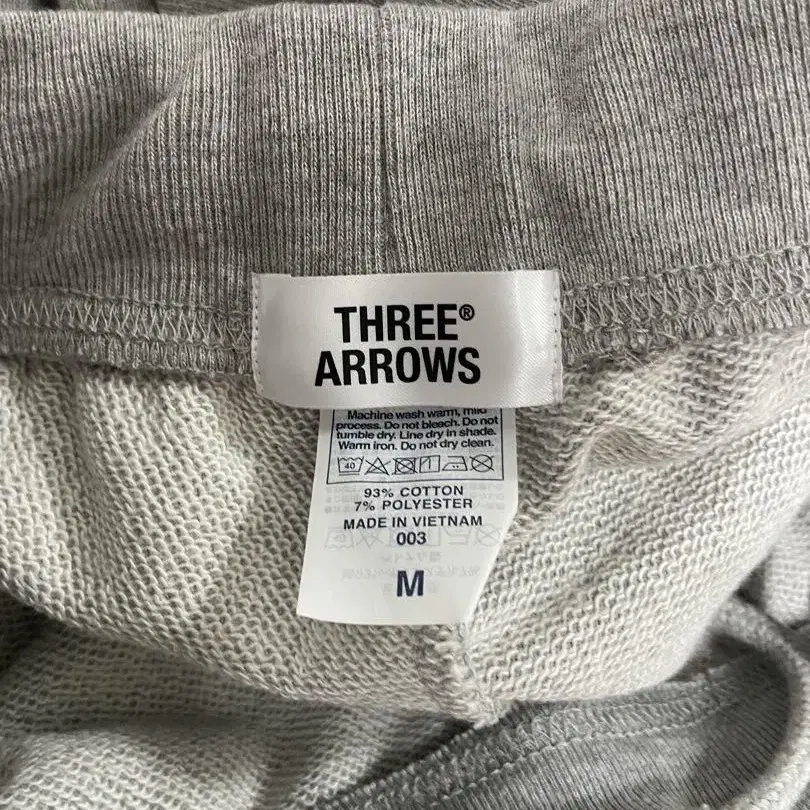 THREE®
ARROWS
Machine wash warm, mild
process. Do not bleach. Do not
tumble dry. Line dry in shade.
Warm iron. Do not dry clean.
40
93% COTTON
7% POLYESTER
MADE IN VIETNAM
003
M